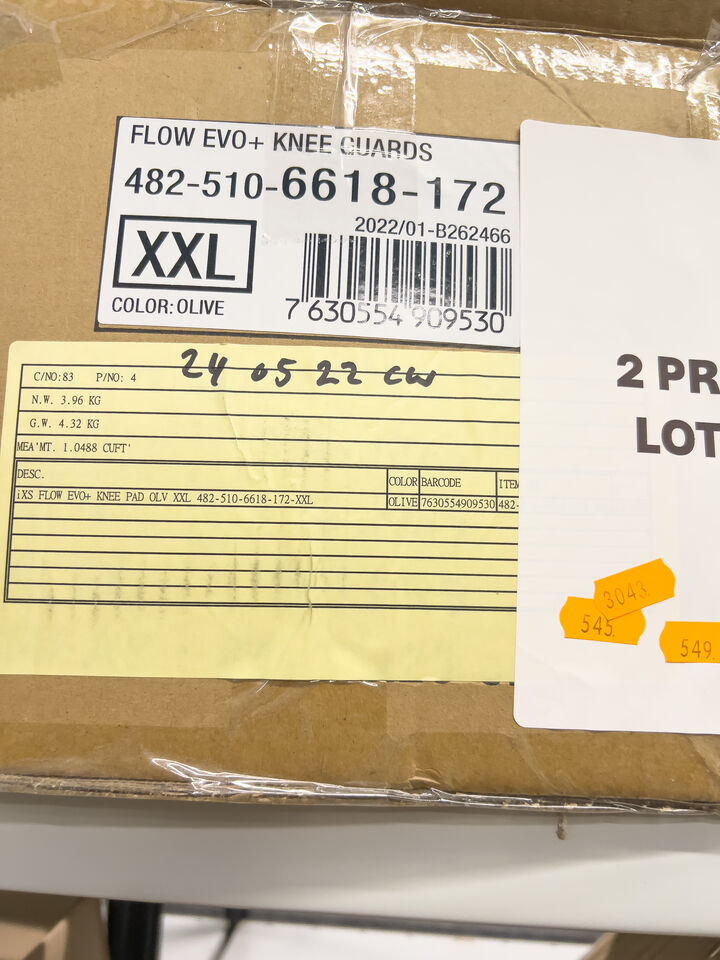 FLOW EVO+ KNEE GUARDS
482-510-6618-172
2022/01-B262466
XXL
COLOR: OLIVE
7 630554 909530
24 05 22 CW
C/NO:83 P/NO: 4
N.W. 3.96 KG
G.W. 4.32 KG
MEA'MT. 1.0488 CUFT'
DESC. COLOR BARCODE ITEM
iXS FLOW EVO+ KNEE PAD OLV XXL 482-510-6618-172-XXL OLIVE 7630554909530 482-
2 PR
LOT
3043.
545.
549.